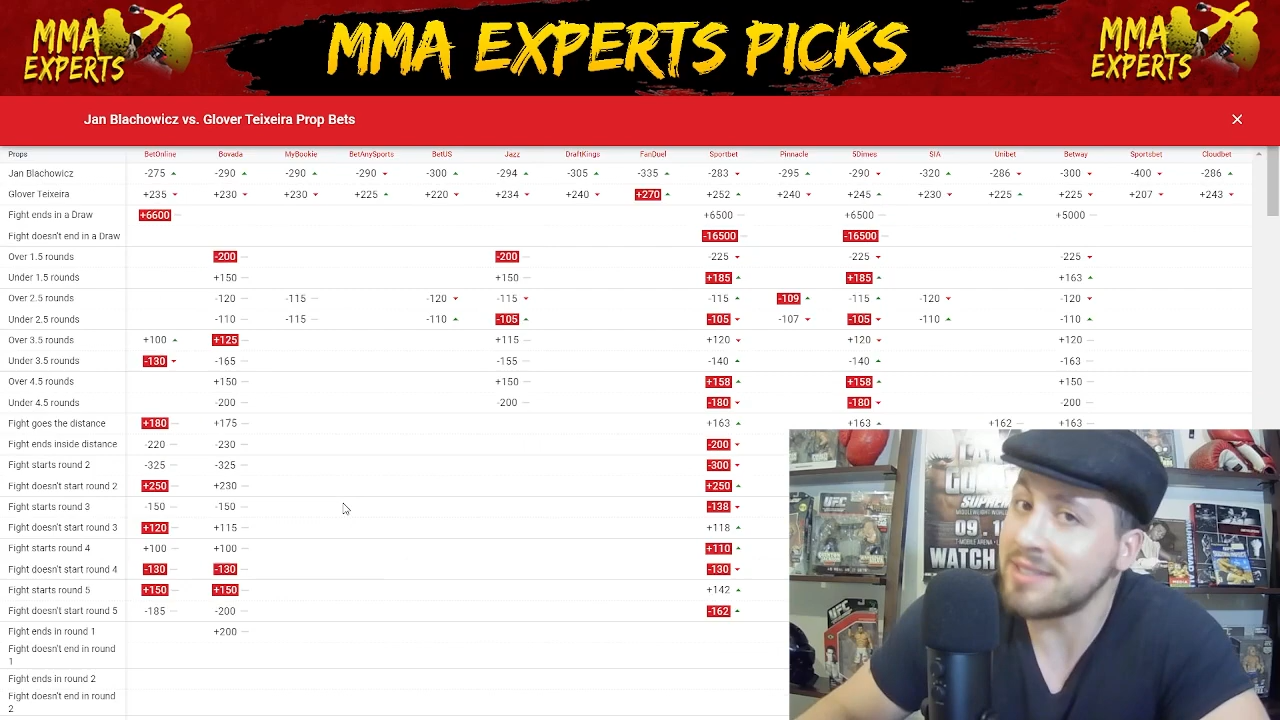 MMA
EXPERTS
MMA EXPERTS PICKS
MMA
EXPERTS
Jan Blachowicz vs. Glover Teixeira Prop Bets
Props BetOnline Bovada MyBookie BetAnySports BetUS Jazz DraftKings FanDuel Sportbet Pinnacle 5Dimes SIA Unibet Betway Sportsbet Cloudbet
Jan Blachowicz -275 -290 -290 -290 -300 -294 -305 -335 -283 -295 -290 -320 -286 -300 -400 -286
Glover Teixeira +235 +230 +230 +225 +220 +234 +240 +270 +252 +240 +245 +230 +225 +225 +207 +243
Fight ends in a Draw +6600 +6500 +6500 +5000
Fight doesn't end in a Draw -16500 -16500
Over 1.5 rounds -200 -200 -225 -225 -225
Under 1.5 rounds +150 +150 +185 +185 +163
Over 2.5 rounds -120 -115 -120 -115 -115 -109 -115 -120 -120
Under 2.5 rounds -110 -115 -110 -105 -105 -107 -105 -110 -110
Over 3.5 rounds +100 +125 +115 +120 +120 +120
Under 3.5 rounds -130 -165 -155 -140 -140 -163
Over 4.5 rounds +150 +150 +158 +158 +150
Under 4.5 rounds -200 -200 -180 -180 -200
Fight goes the distance +180 +175 +163 +163 +162 +163
Fight ends inside distance -220 -230 -200
Fight starts round 2 -325 -325 -300
Fight doesn't start round 2 +250 +230 +250
Fight starts round 3 -150 -150 -138
Fight doesn't start round 3 +120 +115 +118
Fight starts round 4 +100 +100 +110
Fight doesn't start round 4 -130 -130 -130
Fight starts round 5 +150 +150 +142
Fight doesn't start round 5 -185 -200 -162
Fight ends in round 1 +200
Fight doesn't end in round
1
Fight ends in round 2
Fight doesn't end in round
2
SUPREM
09 . 1
WATCH
UFC
UFC
MUHAMMAD